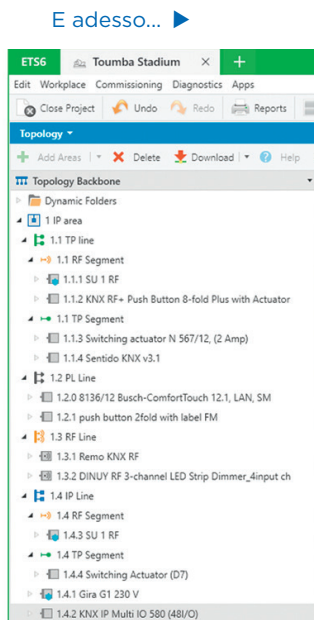 E adesso...
ETS6 Toumba Stadium × +
Edit Workplace Commissioning Diagnostics Apps
Close Project Undo Redo Reports
Topology
Add Areas Delete Download Help
Topology Backbone
Dynamic Folders
1 IP area
1.1 TP line
1.1 RF Segment
1.1.1 SU 1 RF
1.1.2 KNX RF+ Push Button 8-fold Plus with Actuator
1.1 TP Segment
1.1.3 Switching actuator N 567/12, (2 Amp)
1.1.4 Sentido KNX v3.1
1.2 PL Line
1.2.0 8136/12 Busch-ComfortTouch 12.1, LAN, SM
1.2.1 push button 2fold with label FM
1.3 RF Line
1.3.1 Remo KNX RF
1.3.2 DINUY RF 3-channel LED Strip Dimmer_4input ch
1.4 IP Line
1.4 RF Segment
1.4.3 SU 1 RF
1.4 TP Segment
1.4.4 Switching Actuator (D7)
1.4.1 Gira G1 230 V
1.4.2 KNX IP Multi IO 580 (48I/O)